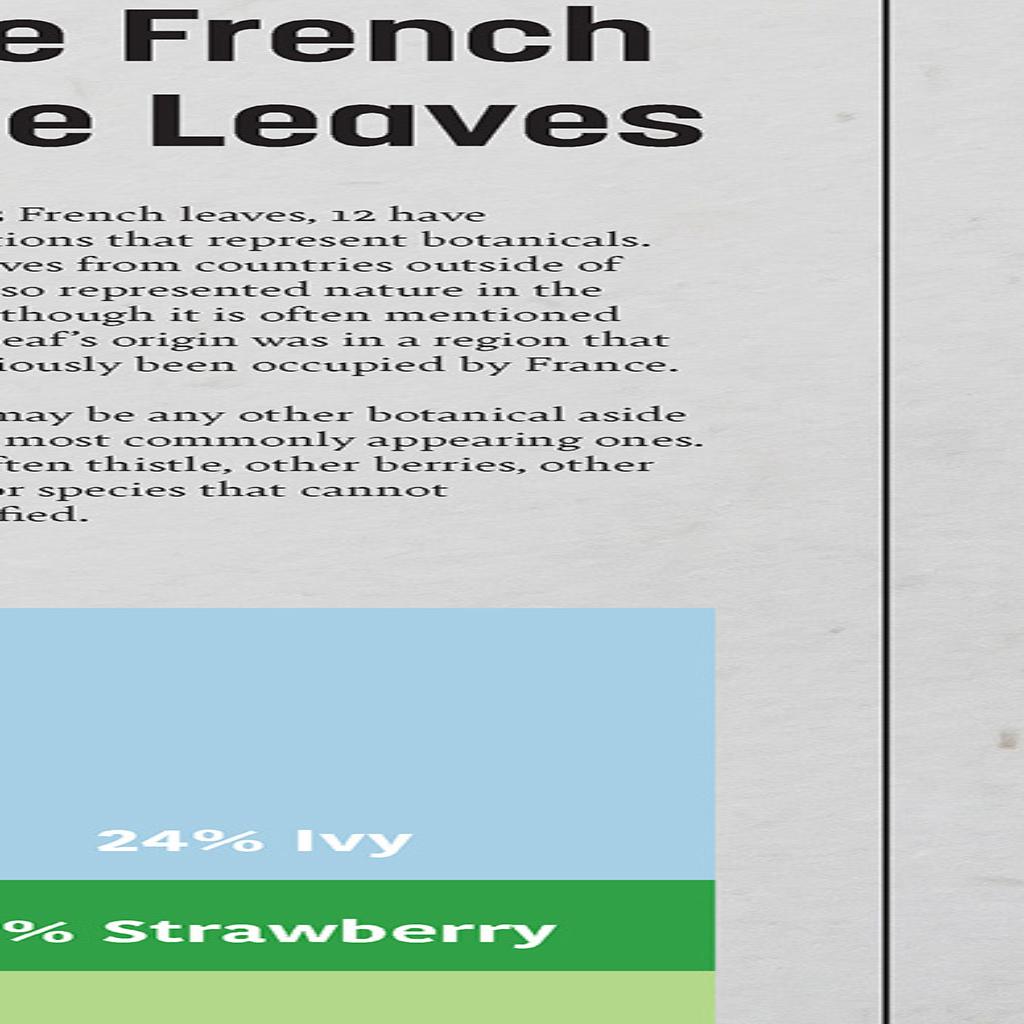 e French
e Leaves
s French leaves, 12 have
tions that represent botanicals.
ves from countries outside of
so represented nature in the
though it is often mentioned
eaf’s origin was in a region that
iously been occupied by France.
may be any other botanical aside
most commonly appearing ones.
ften thistle, other berries, other
or species that cannot
fied.
24% Ivy
% Strawberry